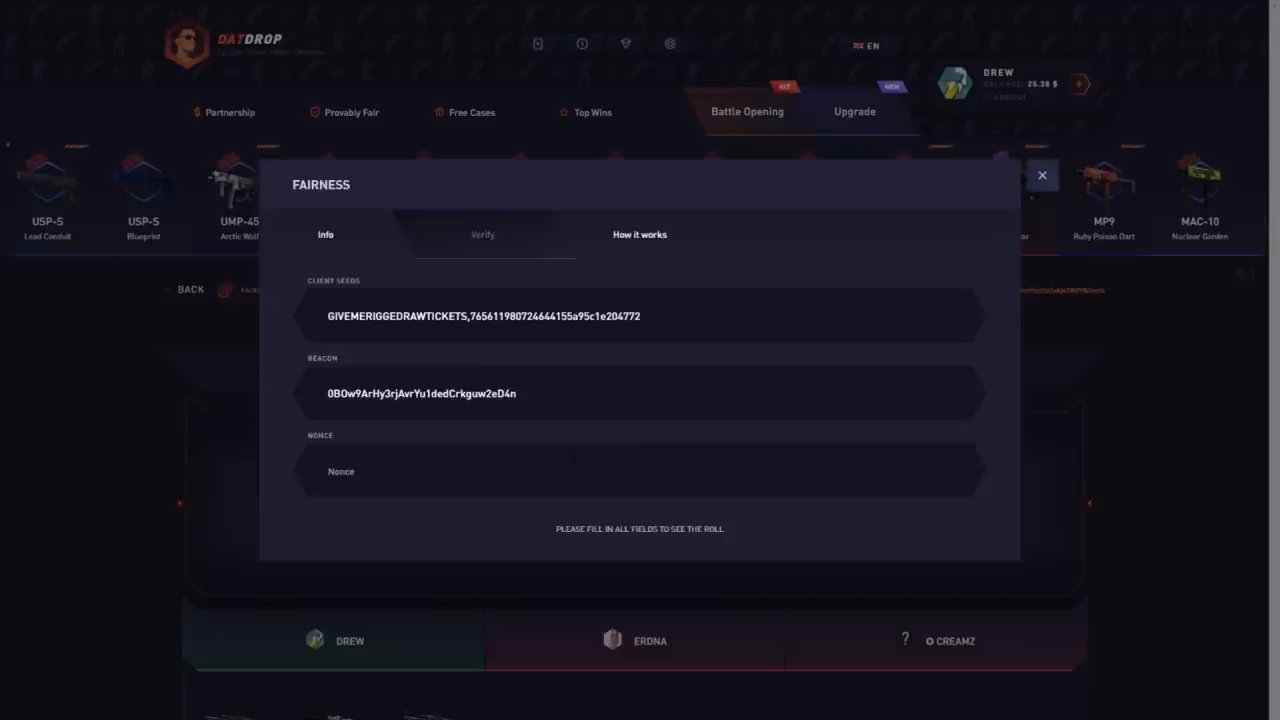 DATDROP
EN
DREW
BALANCE: 25.38 $
LOGOUT
HOT
NEW
Partnership
Provably Fair
Free Cases
Top Wins
Battle Opening
Upgrade
USP-S
Lead Conduit
USP-S
Blueprint
UMP-45
Arctic Wolf
MP9
Ruby Poison Dart
MAC-10
Nuclear Garden
BACK
FAIRNESS
Info
Verify
How it works
CLIENT SEEDS
GIVEMERIGGEDRAWTICKETS,765611980724644155a95c1e204772
BEACON
0BOw9ArHy3rjAvrYu1dedCrkguw2eD4n
NONCE
Nonce
PLEASE FILL IN ALL FIELDS TO SEE THE ROLL
DREW
ERDNA
?
CREAMZ